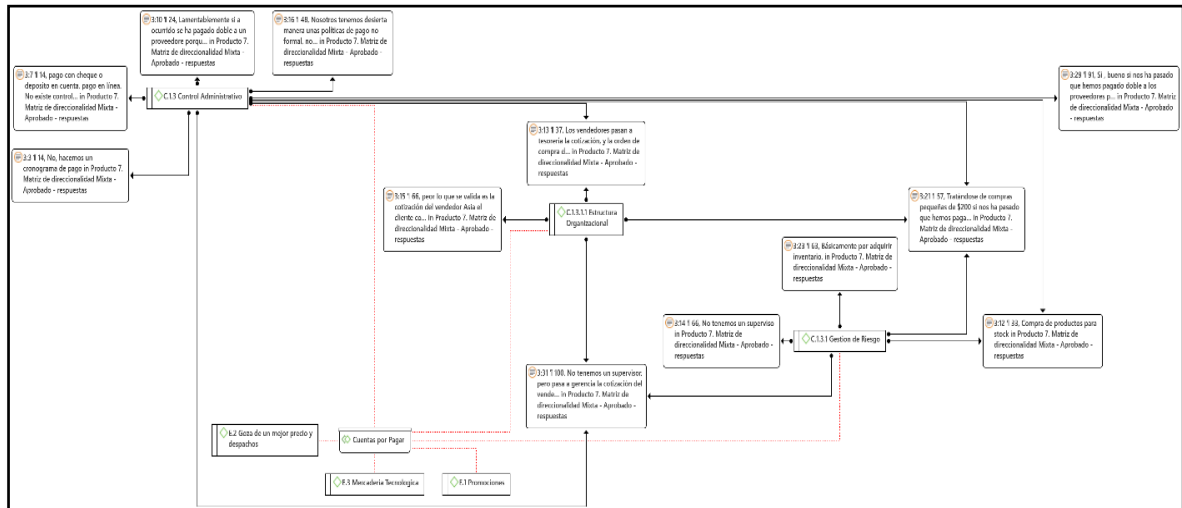 3:10 ¶ 24, Lamentablemente si a
ocurrido se ha pagado doble a un
proveedore porqu... in Producto 7.
Matriz de direccionalidad Mixta -
Aprobado - respuestas
3:16 ¶ 48, Nosotros tenemos desierta
manera unas políticas de pago no
formal, no... in Producto 7. Matriz
de direccionalidad Mixta - Aprobado
- respuestas
3:7 ¶ 14, pago con cheque o
deposito en cuenta, pago en línea.
No existe control... in Producto 7.
Matriz de direccionalidad Mixta -
Aprobado - respuestas
C.1.3 Control Administrativo
3:29 ¶ 91, Si , bueno si nos ha pasado
que hemos pagado doble a los
proveedores p... in Producto 7. Matriz
de direccionalidad Mixta - Aprobado
- respuestas
3:3 ¶ 14, No, hacemos un
cronograma de pago in Producto 7.
Matriz de direccionalidad Mixta -
Aprobado - respuestas
3:13 ¶ 37, Los vendedores pasan a
tesorería la cotización, y la orden de
compra d... in Producto 7. Matriz de
direccionalidad Mixta - Aprobado -
respuestas
3:15 ¶ 66, peor lo que se valida es la
cotización del vendedor Asia el
cliente co... in Producto 7. Matriz de
direccionalidad Mixta - Aprobado -
respuestas
C.1.3.1.1 Estructura
Organizacional
3:21 ¶ 57, Tratándose de compras
pequeñas de $200 si nos ha pasado
que hemos paga... in Producto 7.
Matriz de direccionalidad Mixta -
Aprobado - respuestas
3:23 ¶ 63, Básicamente por adquirir
inventario. in Producto 7. Matriz de
direccionalidad Mixta - Aprobado -
respuestas
3:14 ¶ 66, No tenemos un superviso
in Producto 7. Matriz de
direccionalidad Mixta - Aprobado -
respuestas
C.1.3.1 Gestion de Riesgo
3:12 ¶ 33, Compra de productos para
stock in Producto 7. Matriz de
direccionalidad Mixta - Aprobado -
respuestas
3:31 ¶ 100, No tenemos un supervisor,
pero pasa a gerencia la cotización del
vende... in Producto 7. Matriz de
direccionalidad Mixta - Aprobado -
respuestas
E.2 Goza de un mejor precio y
despachos
Cuentas por Pagar
E.3 Mercaderia Tecnologica
E.1 Promociones